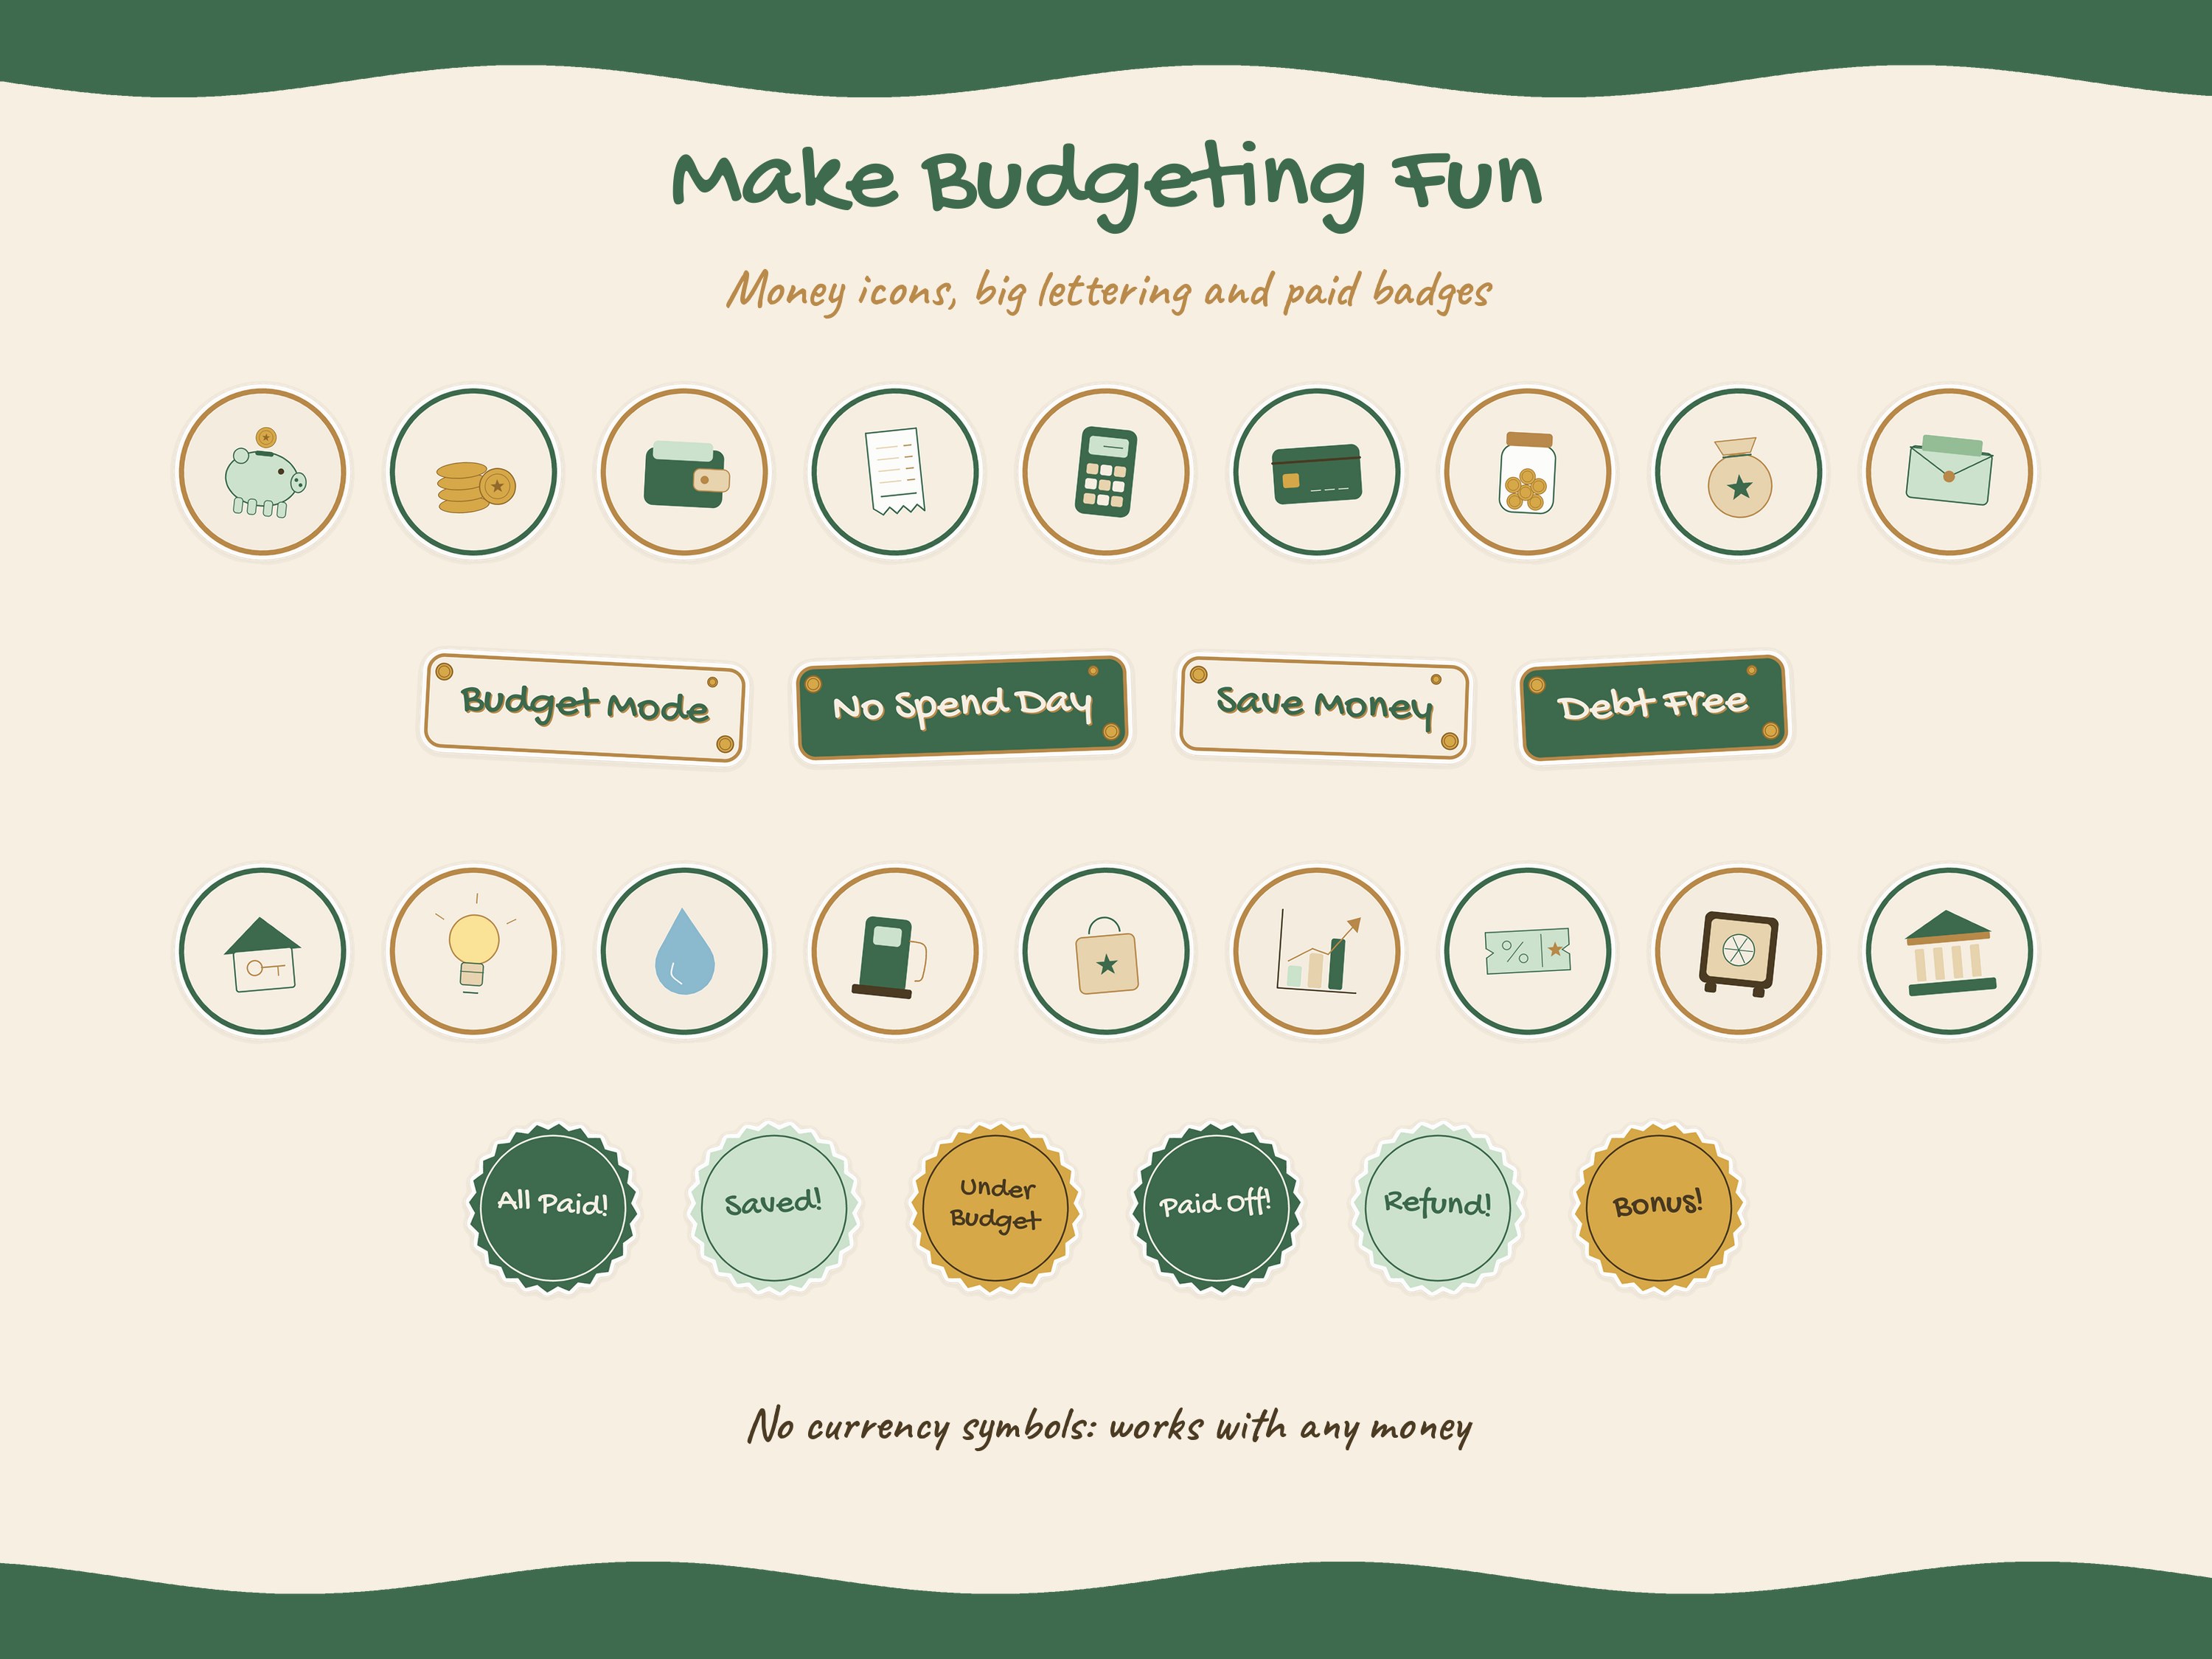 Make Budgeting Fun
Money icons, big lettering and paid badges
Budget Mode
No Spend Day
Save Money
Debt Free
%
All Paid!
Saved!
Under
Budget
Paid Off!
Refund!
Bonus!
No currency symbols: works with any money